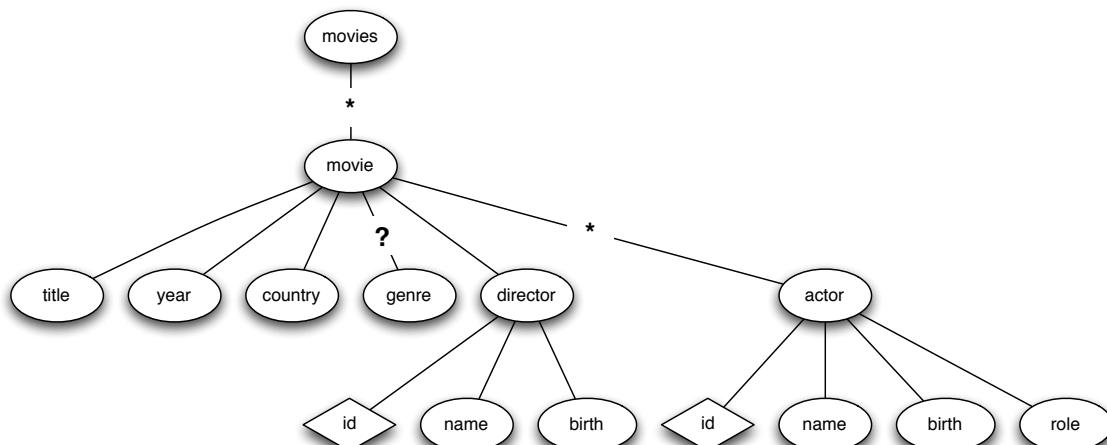 movies
*
movie
?
*
title year country genre director actor
id name birth id name birth role